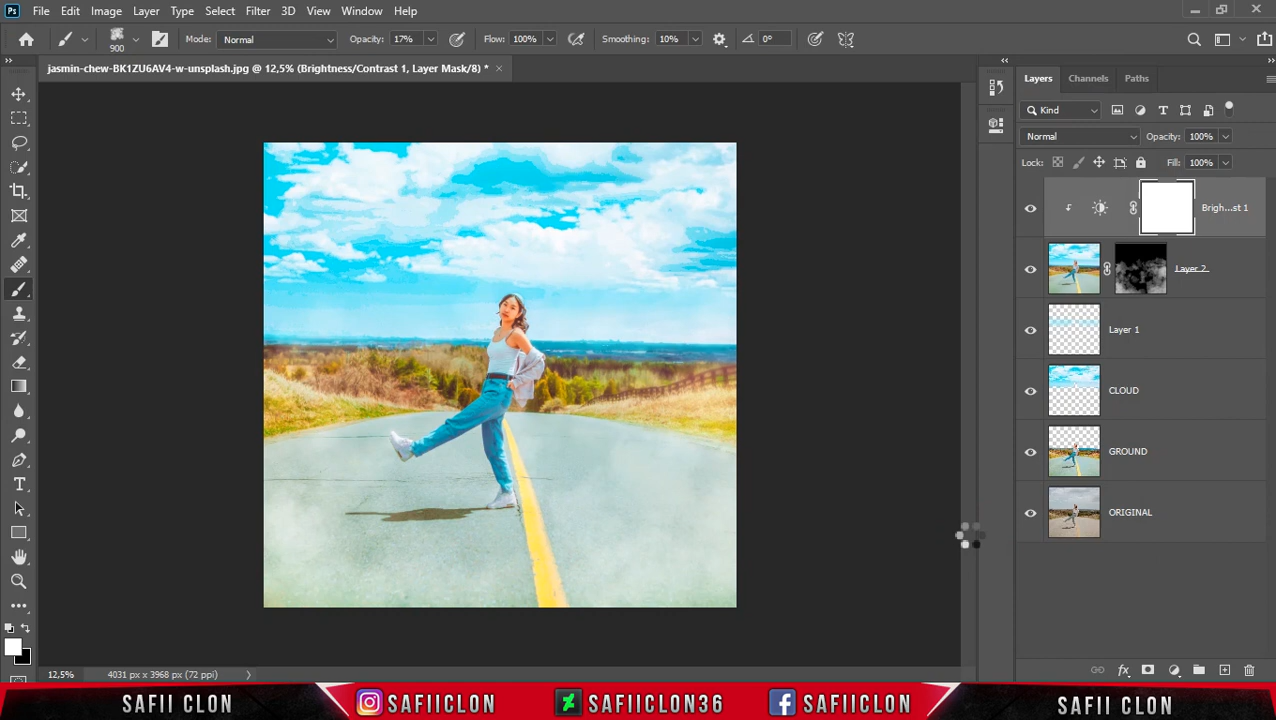 Ps File Edit Image Layer Type Select Filter 3D View Window Help
900 Mode: Normal Opacity: 17% Flow: 100% Smoothing: 10% 0°
jasmin-chew-BK1ZU6AV4-w-unsplash.jpg @ 12,5% (Brightness/Contrast 1, Layer Mask/8) * ×
Layers Channels Paths
Kind
Normal Opacity: 100%
Lock: Fill: 100%
Brigh...st 1
Layer 2
Layer 1
CLOUD
GROUND
ORIGINAL
12,5% 4031 px x 3968 px (72 ppi)
SAFII CLON SAFIICLON SAFIICLON36 SAFIICLON SAFII CLON